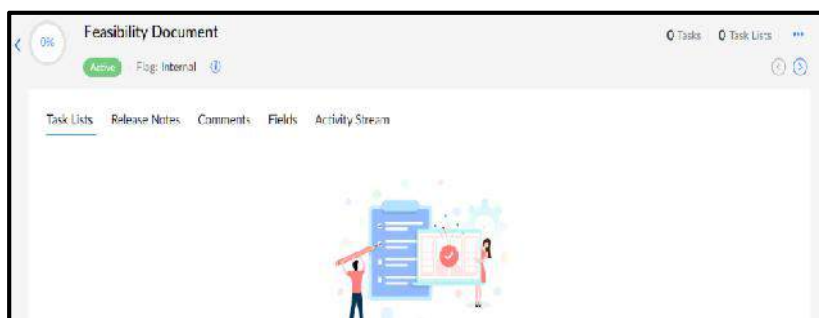 0%
Feasibility Document
0 Tasks 0 Task Lists
Active Flag: Internal
Task Lists Release Notes Comments Fields Activity Stream